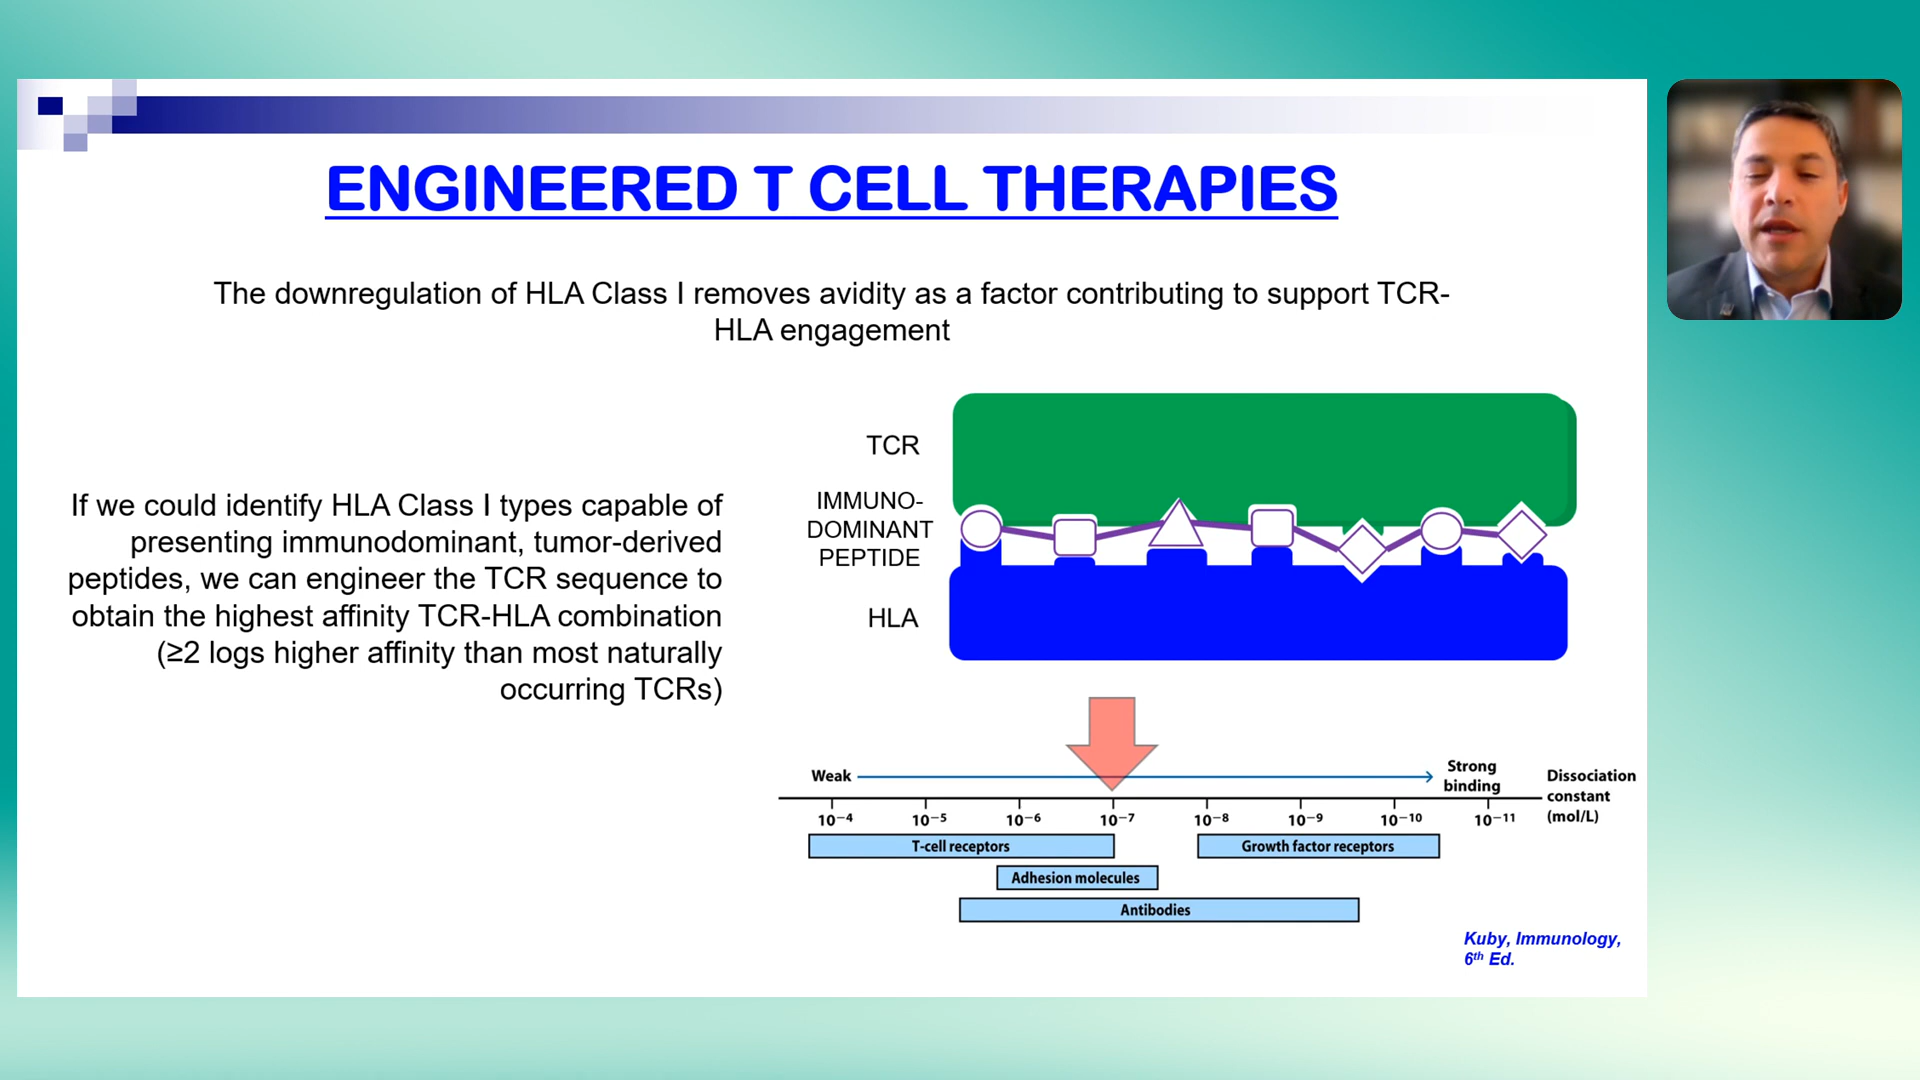 ENGINEERED T CELL THERAPIES
The downregulation of HLA Class I removes avidity as a factor contributing to support TCR-
HLA engagement
If we could identify HLA Class I types capable of
presenting immunodominant, tumor-derived
peptides, we can engineer the TCR sequence to
obtain the highest affinity TCR-HLA combination
(≥2 logs higher affinity than most naturally
occurring TCRs)
TCR
IMMUNO-
DOMINANT
PEPTIDE
HLA
Weak
Strong
binding
Dissociation
constant
(mol/L)
10−4 10−5 10−6 10−7 10−8 10−9 10−10 10−11
T-cell receptors
Growth factor receptors
Adhesion molecules
Antibodies
Kuby, Immunology,
6th Ed.